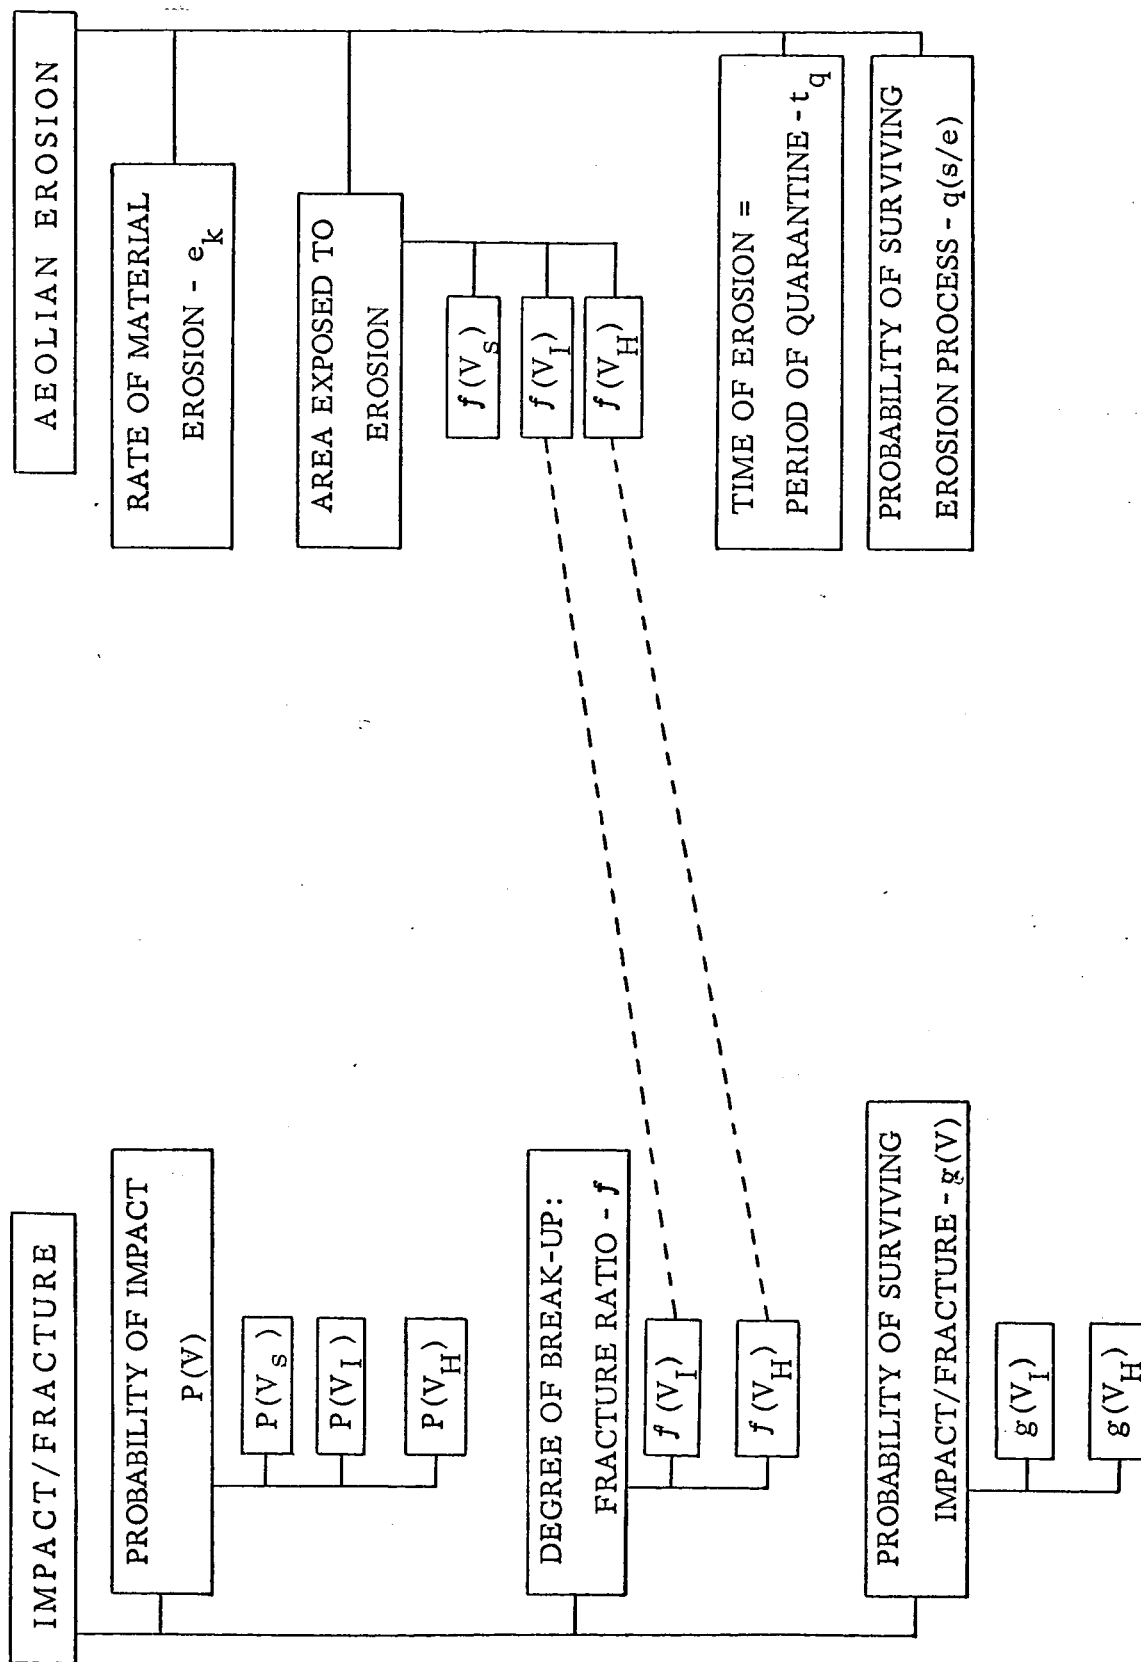 IMPACT/FRACTURE
PROBABILITY OF IMPACT
P(V)
P(V_s)
P(V_I)
P(V_H)
DEGREE OF BREAK-UP:
FRACTURE RATIO - f
f(V_I)
f(V_H)
PROBABILITY OF SURVIVING
IMPACT/FRACTURE - g(V)
g(V_I)
g(V_H)
AEOLIAN EROSION
RATE OF MATERIAL
EROSION - e_k
AREA EXPOSED TO
EROSION
f(V_s)
f(V_I)
f(V_H)
TIME OF EROSION =
PERIOD OF QUARANTINE - t_q
PROBABILITY OF SURVIVING
EROSION PROCESS - q(s/e)